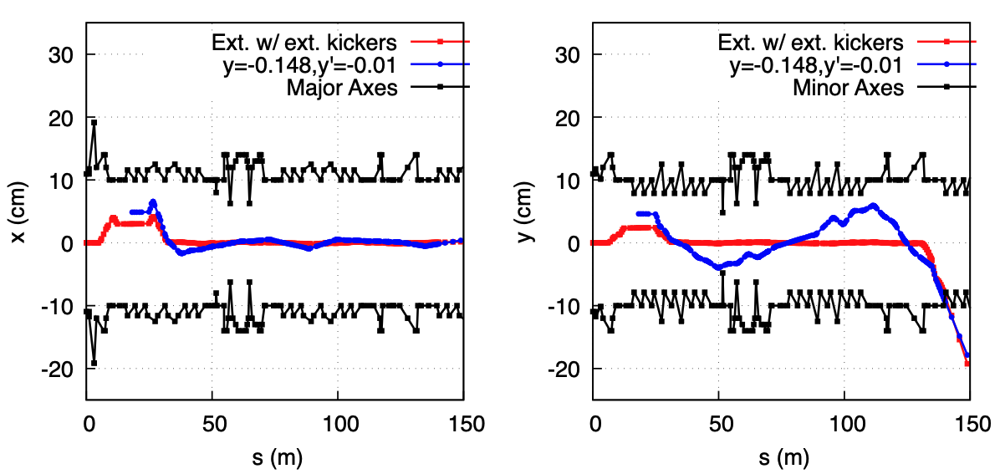 Ext. w/ ext. kickers
y=-0.148,y'=-0.01
Major Axes
30
20
10
0
-10
-20
x (cm)
0 50 100 150
s (m)
Ext. w/ ext. kickers
y=-0.148,y'=-0.01
Minor Axes
30
20
10
0
-10
-20
y (cm)
0 50 100 150
s (m)